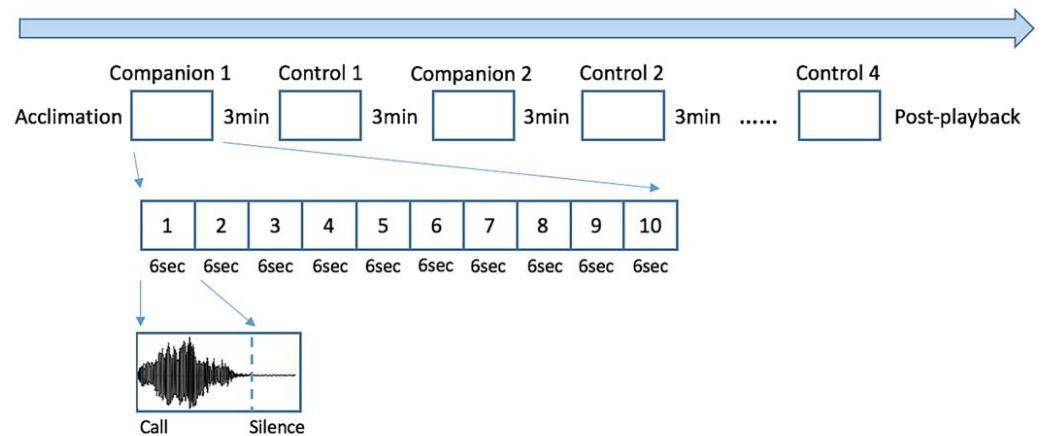 Companion 1 Control 1 Companion 2 Control 2 Control 4
Acclimation 3min 3min 3min 3min ...... Post-playback
1 2 3 4 5 6 7 8 9 10
6sec 6sec 6sec 6sec 6sec 6sec 6sec 6sec 6sec 6sec
Call Silence